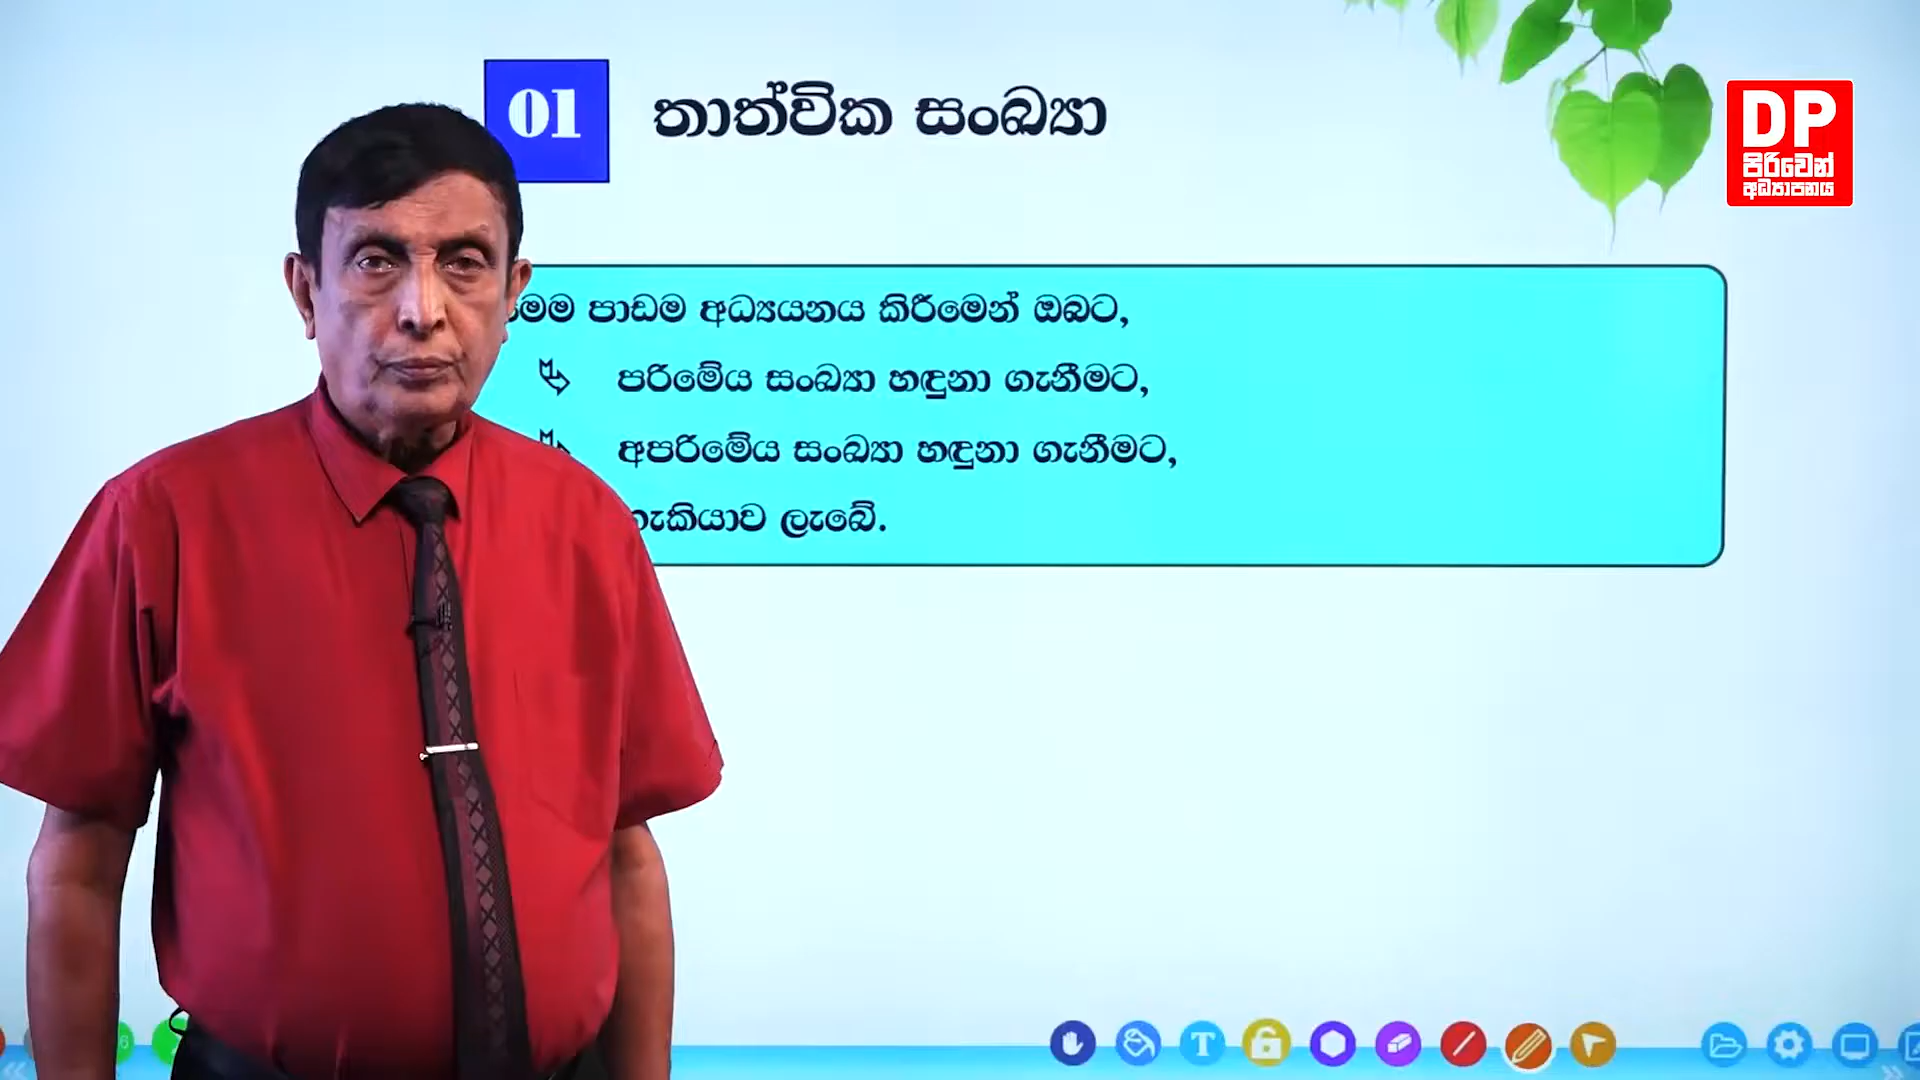 01 තාත්වික සංඛ්‍යා
DP
පිරිවෙන්
අධ්‍යාපනය
මෙම පාඩම අධ්‍යයනය කිරීමෙන් ඔබට,
පරිමේය සංඛ්‍යා හඳුනා ගැනීමට,
අපරිමේය සංඛ්‍යා හඳුනා ගැනීමට,
හැකියාව ලැබේ.
T